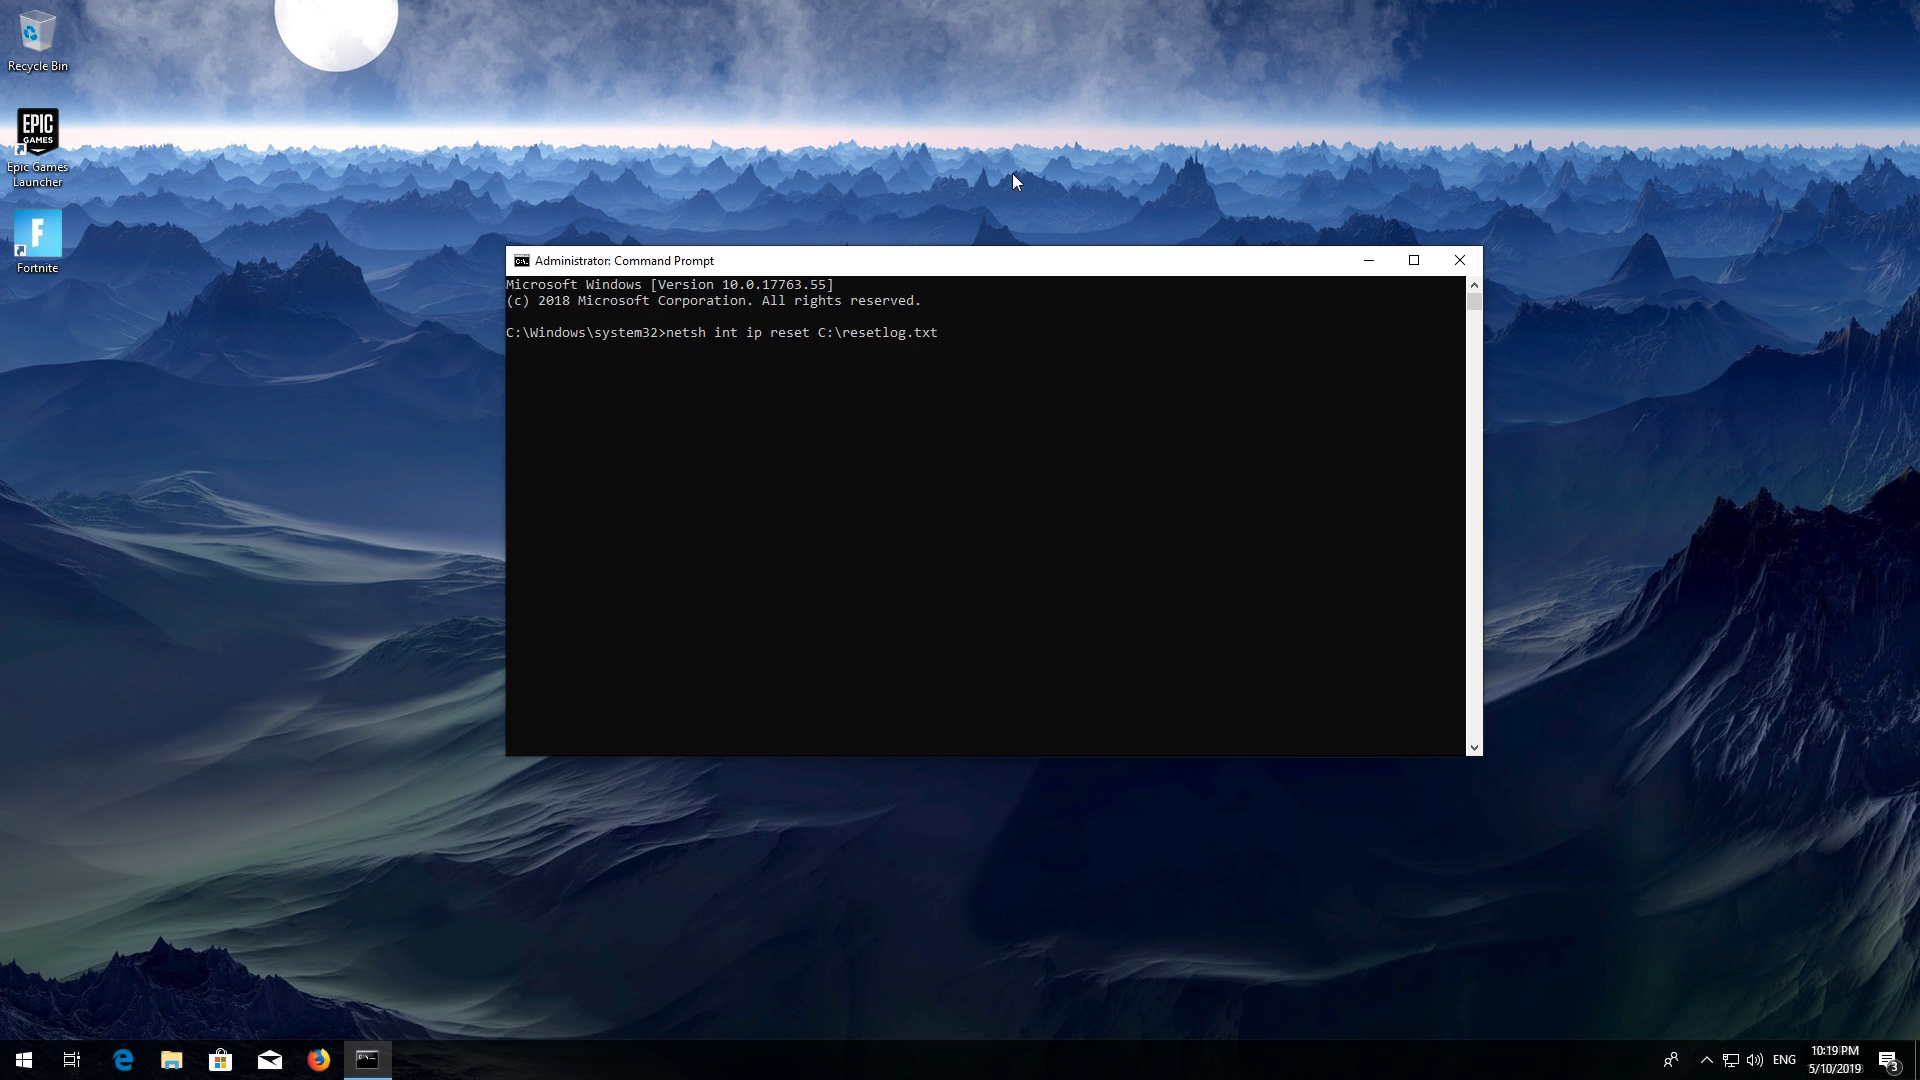 Recycle Bin
EPIC
GAMES
Epic Games
Launcher
F
Fortnite
Administrator: Command Prompt
Microsoft Windows [Version 10.0.17763.55]
(c) 2018 Microsoft Corporation. All rights reserved.
C:\Windows\system32>netsh int ip reset C:\resetlog.txt
ENG
10:19 PM
5/10/2019
3